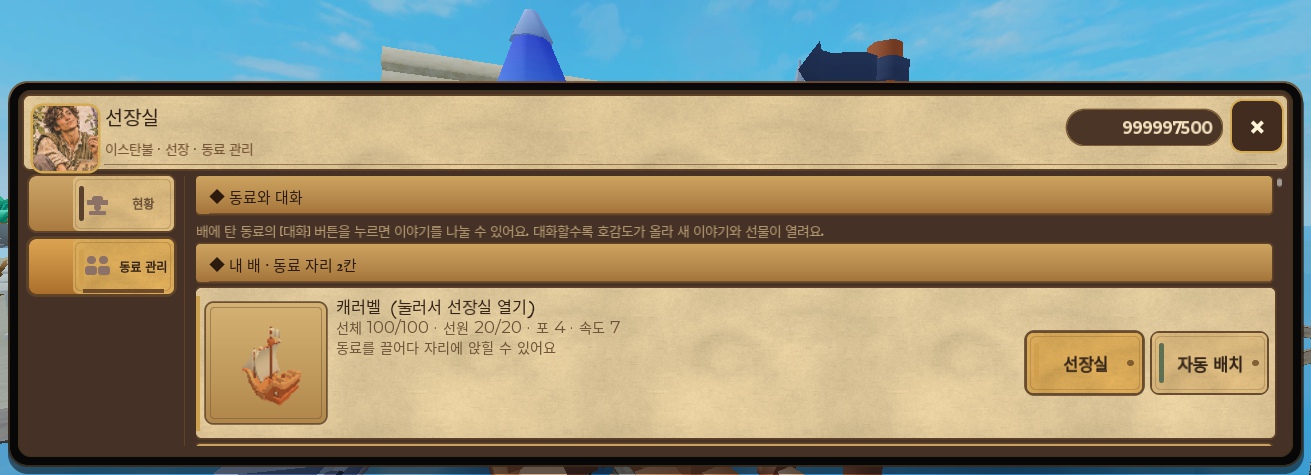 선장실
이스탄불 · 선장 · 동료 관리
999997500
현황
동료 관리
◆ 동료와 대화
배에 탄 동료의 [대화] 버튼을 누르면 이야기를 나눌 수 있어요. 대화할수록 호감도가 올라 새 이야기와 선물이 열려요.
◆ 내 배 · 동료 자리 2칸
캐러벨 (눌러서 선장실 열기)
선체 100/100 · 선원 20/20 · 포 4 · 속도 7
동료를 끌어다 자리에 앉힐 수 있어요
선장실
자동 배치